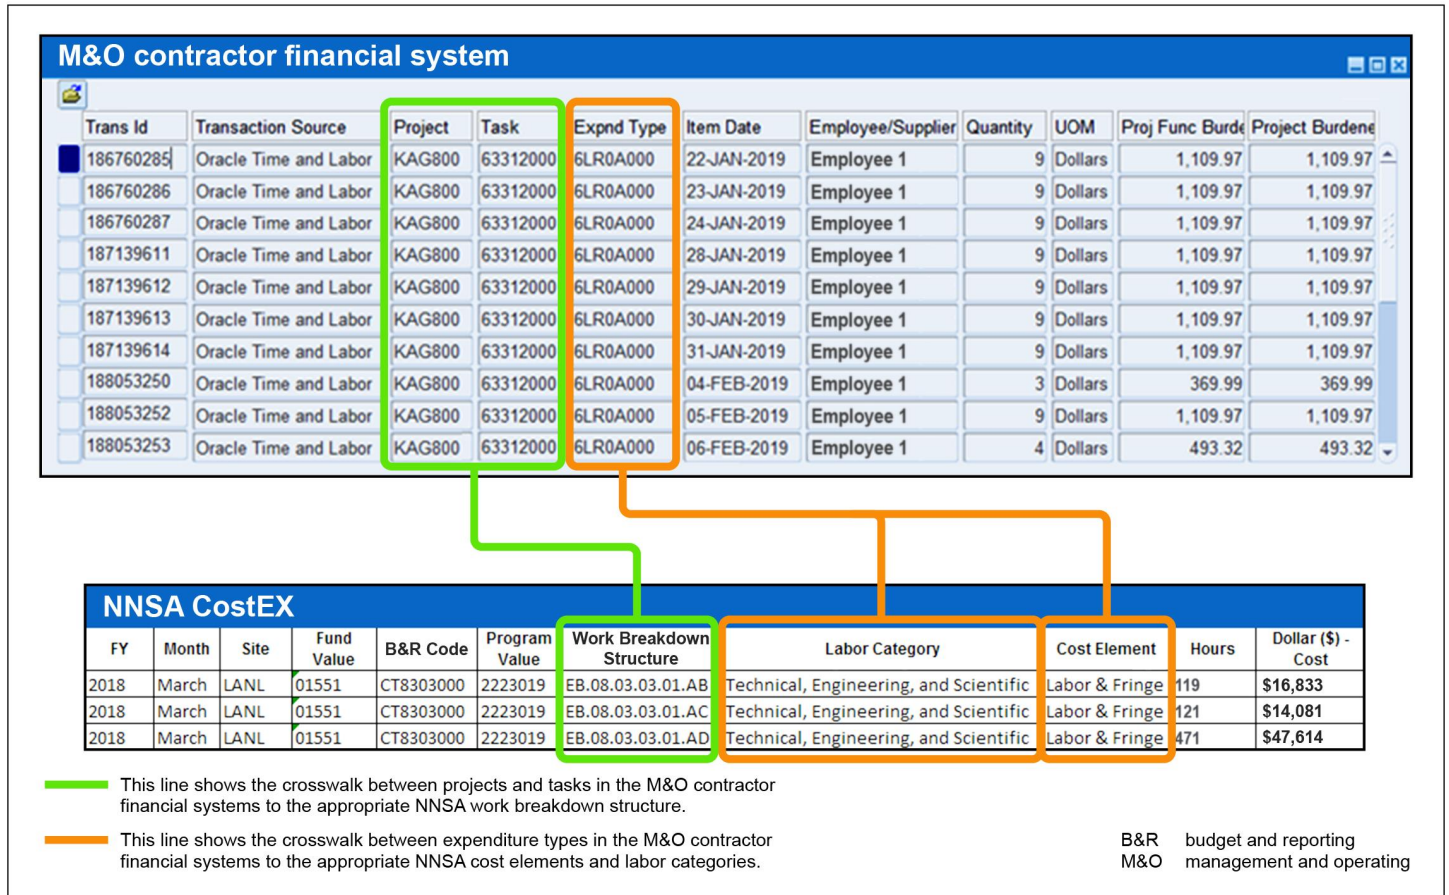 M&O contractor financial system
Trans Id Transaction Source Project Task Expnd Type Item Date Employee/Supplier Quantity UOM Proj Func Burde Project Burdene
186760285 Oracle Time and Labor KAG800 63312000 6LR0A000 22-JAN-2019 Employee 1 9 Dollars 1,109.97 1,109.97
186760286 Oracle Time and Labor KAG800 63312000 6LR0A000 23-JAN-2019 Employee 1 9 Dollars 1,109.97 1,109.97
186760287 Oracle Time and Labor KAG800 63312000 6LR0A000 24-JAN-2019 Employee 1 9 Dollars 1,109.97 1,109.97
187139611 Oracle Time and Labor KAG800 63312000 6LR0A000 28-JAN-2019 Employee 1 9 Dollars 1,109.97 1,109.97
187139612 Oracle Time and Labor KAG800 63312000 6LR0A000 29-JAN-2019 Employee 1 9 Dollars 1,109.97 1,109.97
187139613 Oracle Time and Labor KAG800 63312000 6LR0A000 30-JAN-2019 Employee 1 9 Dollars 1,109.97 1,109.97
187139614 Oracle Time and Labor KAG800 63312000 6LR0A000 31-JAN-2019 Employee 1 9 Dollars 1,109.97 1,109.97
188053250 Oracle Time and Labor KAG800 63312000 6LR0A000 04-FEB-2019 Employee 1 3 Dollars 369.99 369.99
188053252 Oracle Time and Labor KAG800 63312000 6LR0A000 05-FEB-2019 Employee 1 9 Dollars 1,109.97 1,109.97
188053253 Oracle Time and Labor KAG800 63312000 6LR0A000 06-FEB-2019 Employee 1 4 Dollars 493.32 493.32
NNSA CostEX
FY Month Site Fund Value B&R Code Program Value Work Breakdown Structure Labor Category Cost Element Hours Dollar ($) - Cost
2018 March LANL 01551 CT8303000 2223019 EB.08.03.03.01.AB Technical, Engineering, and Scientific Labor & Fringe 119 $16,833
2018 March LANL 01551 CT8303000 2223019 EB.08.03.03.01.AC Technical, Engineering, and Scientific Labor & Fringe 121 $14,081
2018 March LANL 01551 CT8303000 2223019 EB.08.03.03.01.AD Technical, Engineering, and Scientific Labor & Fringe 471 $47,614
This line shows the crosswalk between projects and tasks in the M&O contractor
financial systems to the appropriate NNSA work breakdown structure.
This line shows the crosswalk between expenditure types in the M&O contractor
financial systems to the appropriate NNSA cost elements and labor categories.
B&R budget and reporting
M&O management and operating